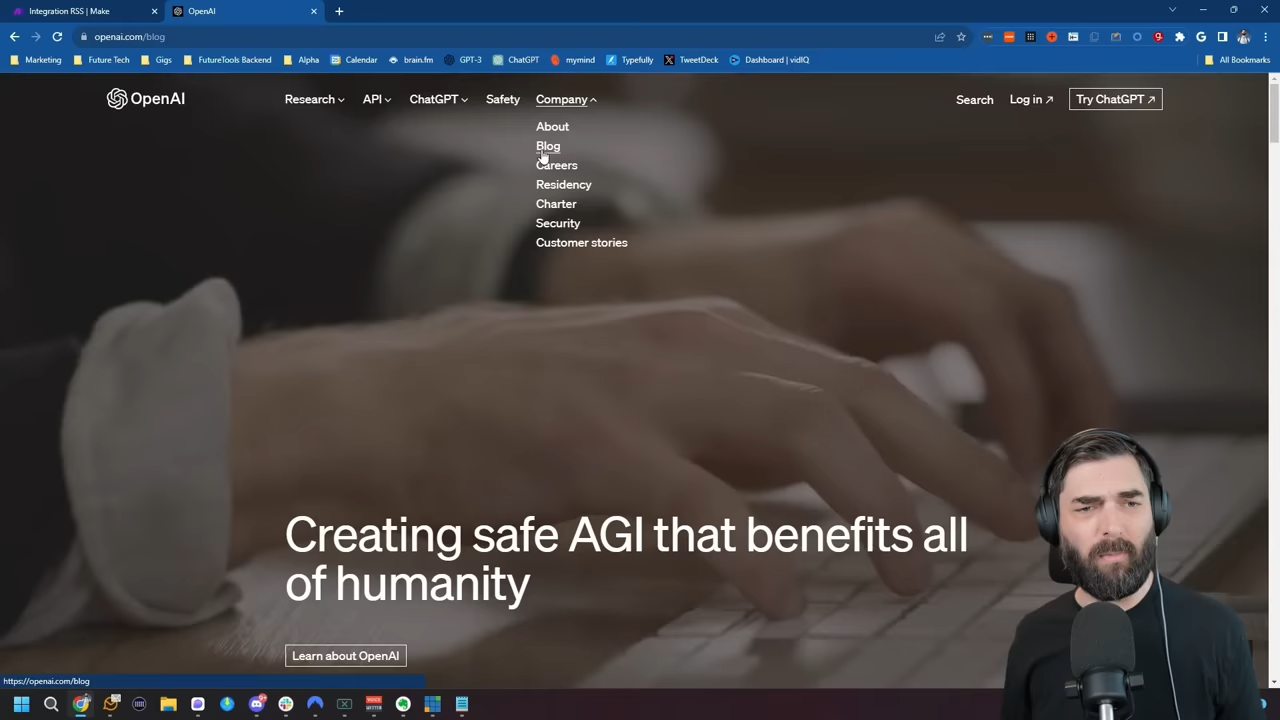 Integration RSS | Make
OpenAI
openai.com/blog
Marketing
Future Tech
Gigs
FutureTools Backend
Alpha
Calendar
brain.fm
GPT-3
ChatGPT
mymind
Typefully
TweetDeck
Dashboard | vidIQ
All Bookmarks
OpenAI
Research
API
ChatGPT
Safety
Company
Search
Log in ↗
Try ChatGPT ↗
About
Blog
Careers
Residency
Charter
Security
Customer stories
Creating safe AGI that benefits all
of humanity
Learn about OpenAI
https://openai.com/blog